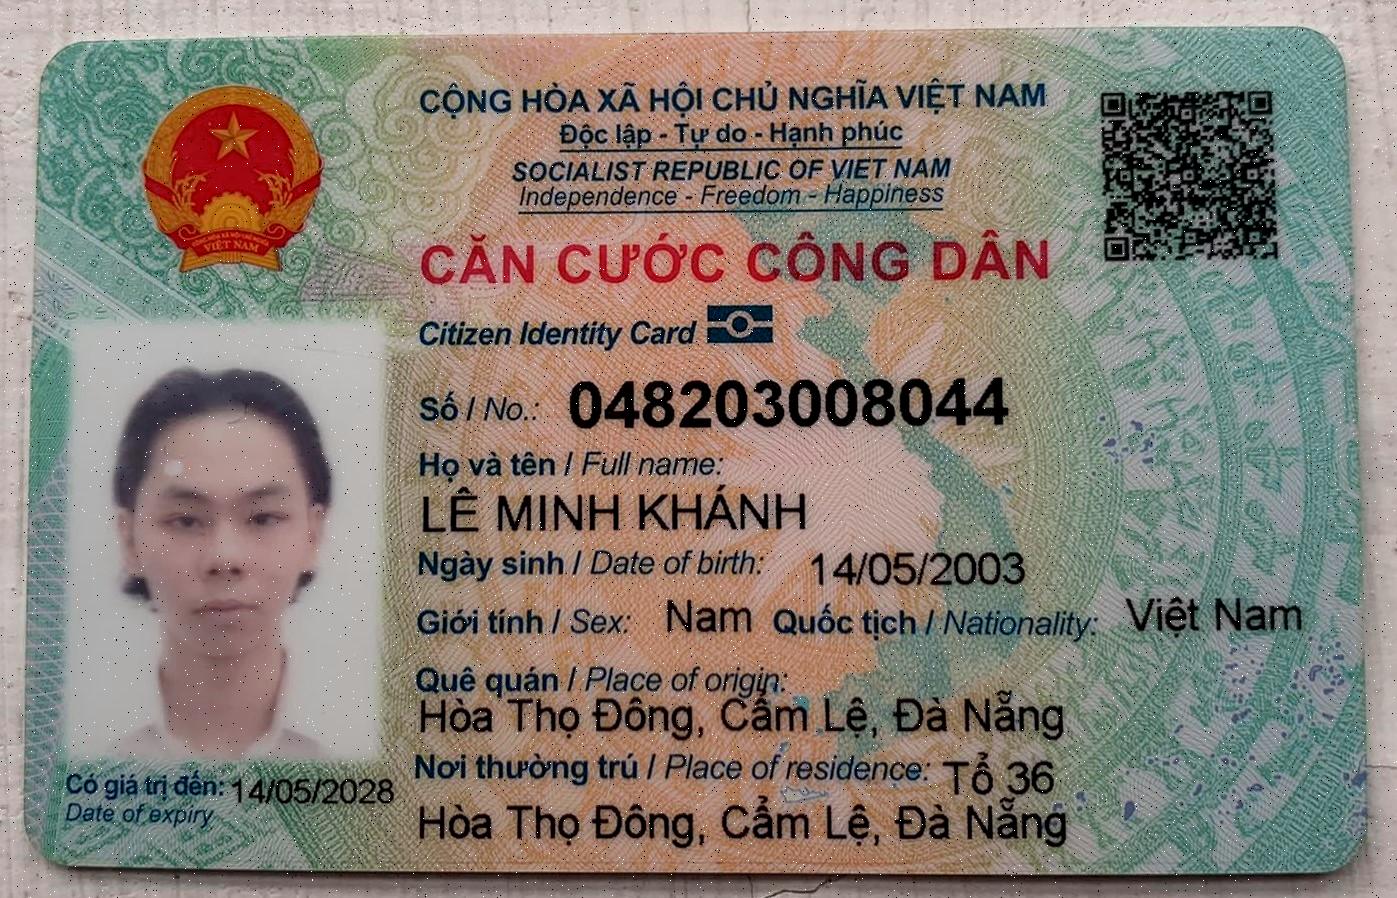 CỘNG HÒA XÃ HỘI CHỦ NGHĨA VIỆT NAM
Độc lập - Tự do - Hạnh phúc
SOCIALIST REPUBLIC OF VIET NAM
Independence - Freedom - Happiness
CĂN CƯỚC CÔNG DÂN
Citizen Identity Card
Số / No.: 048203008044
Họ và tên / Full name:
LÊ MINH KHÁNH
Ngày sinh / Date of birth: 14/05/2003
Giới tính / Sex: Nam Quốc tịch / Nationality: Việt Nam
Quê quán / Place of origin:
Hòa Thọ Đông, Cẩm Lệ, Đà Nẵng
Nơi thường trú / Place of residence: Tổ 36
Hòa Thọ Đông, Cẩm Lệ, Đà Nẵng
Có giá trị đến: 14/05/2028
Date of expiry
VIỆT NAM